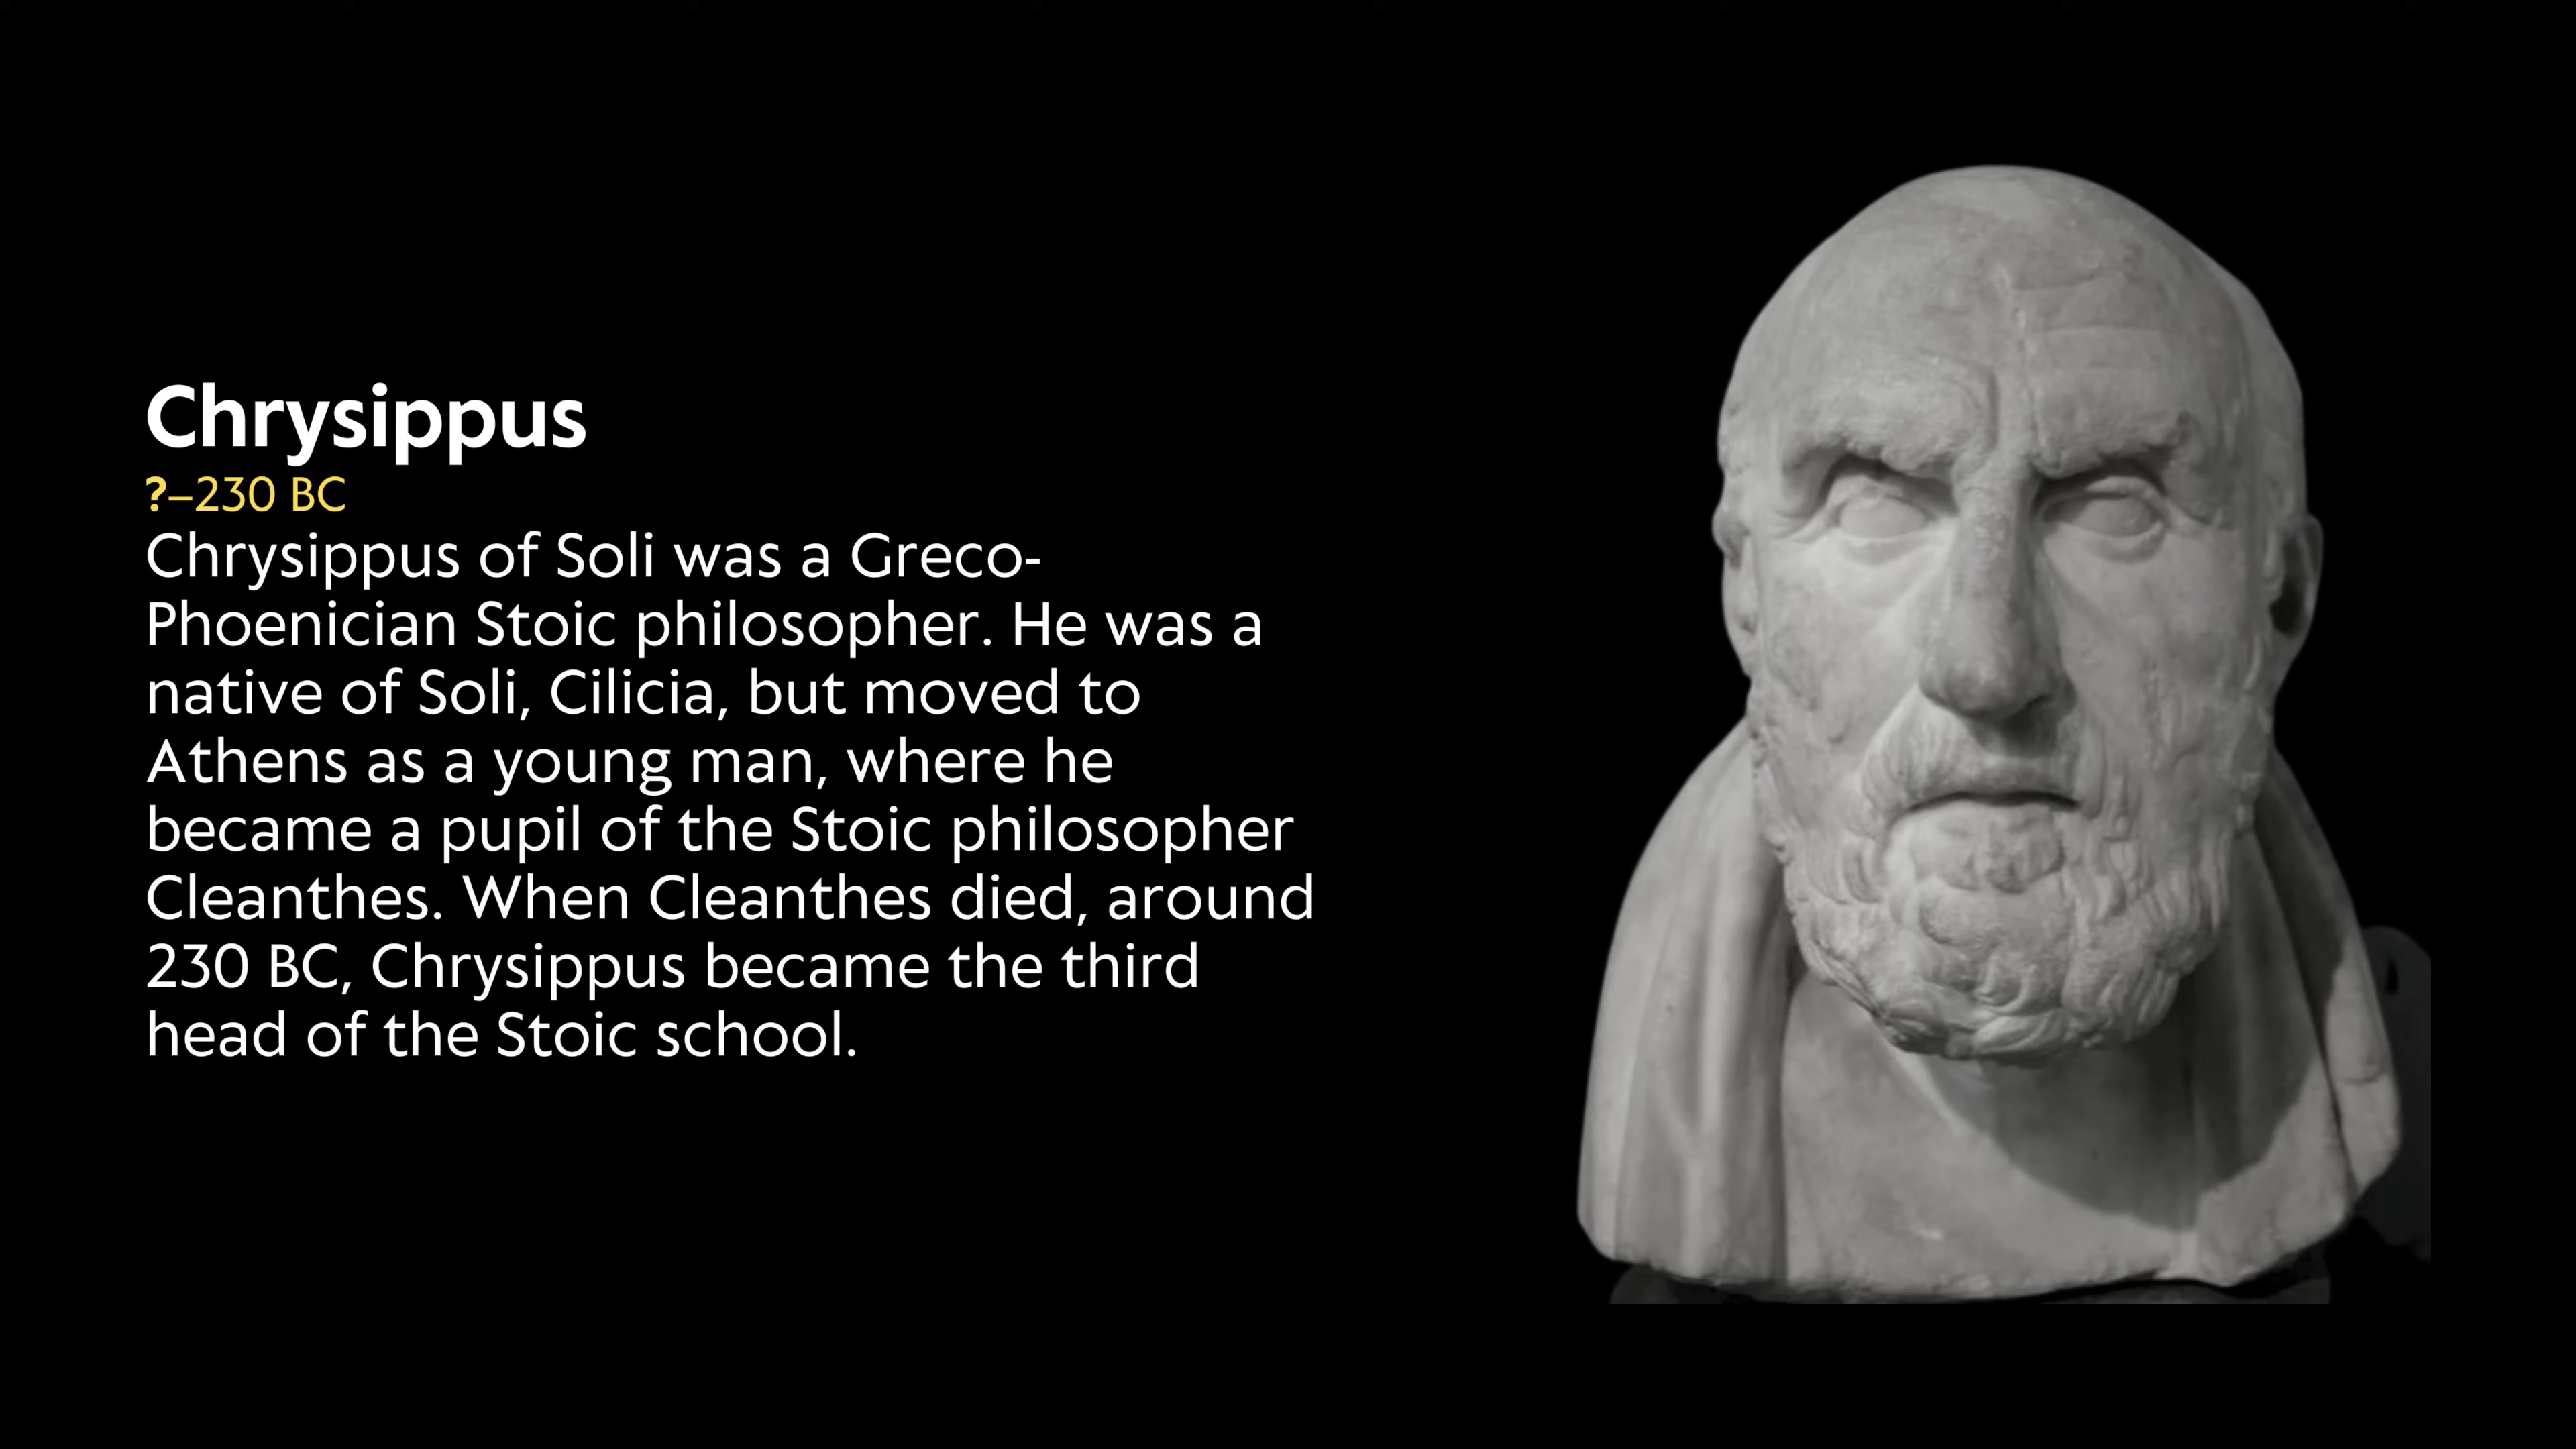 Chrysippus
?–230 BC
Chrysippus of Soli was a Greco-
Phoenician Stoic philosopher. He was a
native of Soli, Cilicia, but moved to
Athens as a young man, where he
became a pupil of the Stoic philosopher
Cleanthes. When Cleanthes died, around
230 BC, Chrysippus became the third
head of the Stoic school.